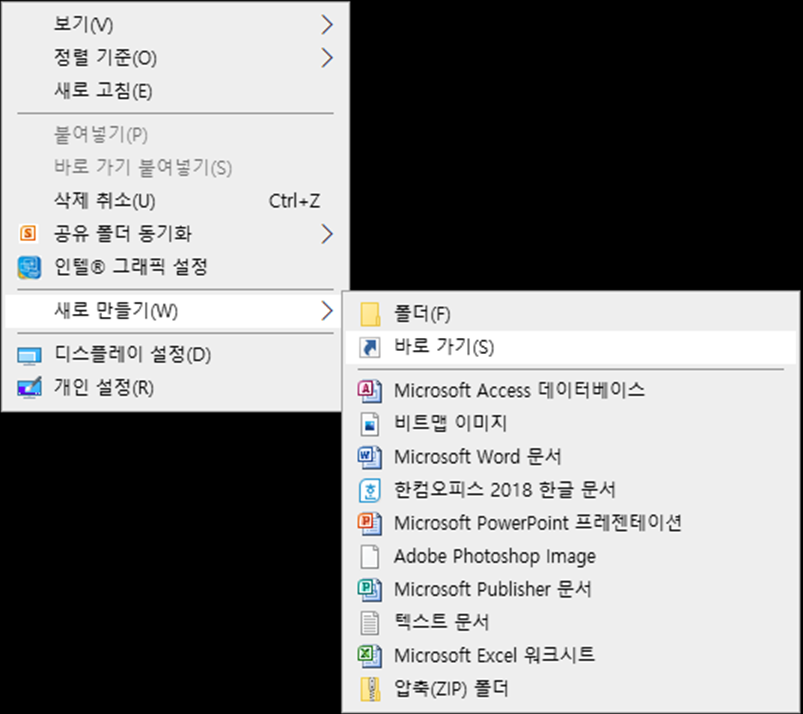 보기(V)
정렬 기준(O)
새로 고침(E)
붙여넣기(P)
바로 가기 붙여넣기(S)
삭제 취소(U) Ctrl+Z
공유 폴더 동기화
인텔® 그래픽 설정
새로 만들기(W)
디스플레이 설정(D)
개인 설정(R)
폴더(F)
바로 가기(S)
Microsoft Access 데이터베이스
비트맵 이미지
Microsoft Word 문서
한컴오피스 2018 한글 문서
Microsoft PowerPoint 프레젠테이션
Adobe Photoshop Image
Microsoft Publisher 문서
텍스트 문서
Microsoft Excel 워크시트
압축(ZIP) 폴더